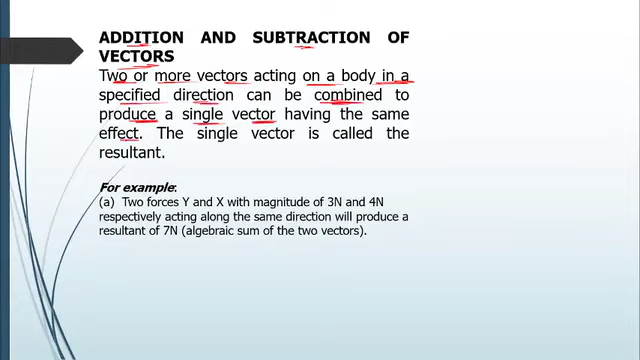 ADDITION AND SUBTRACTION OF
VECTORS
Two or more vectors acting on a body in a
specified direction can be combined to
produce a single vector having the same
effect. The single vector is called the
resultant.
For example:
(a) Two forces Y and X with magnitude of 3N and 4N
respectively acting along the same direction will produce a
resultant of 7N (algebraic sum of the two vectors).